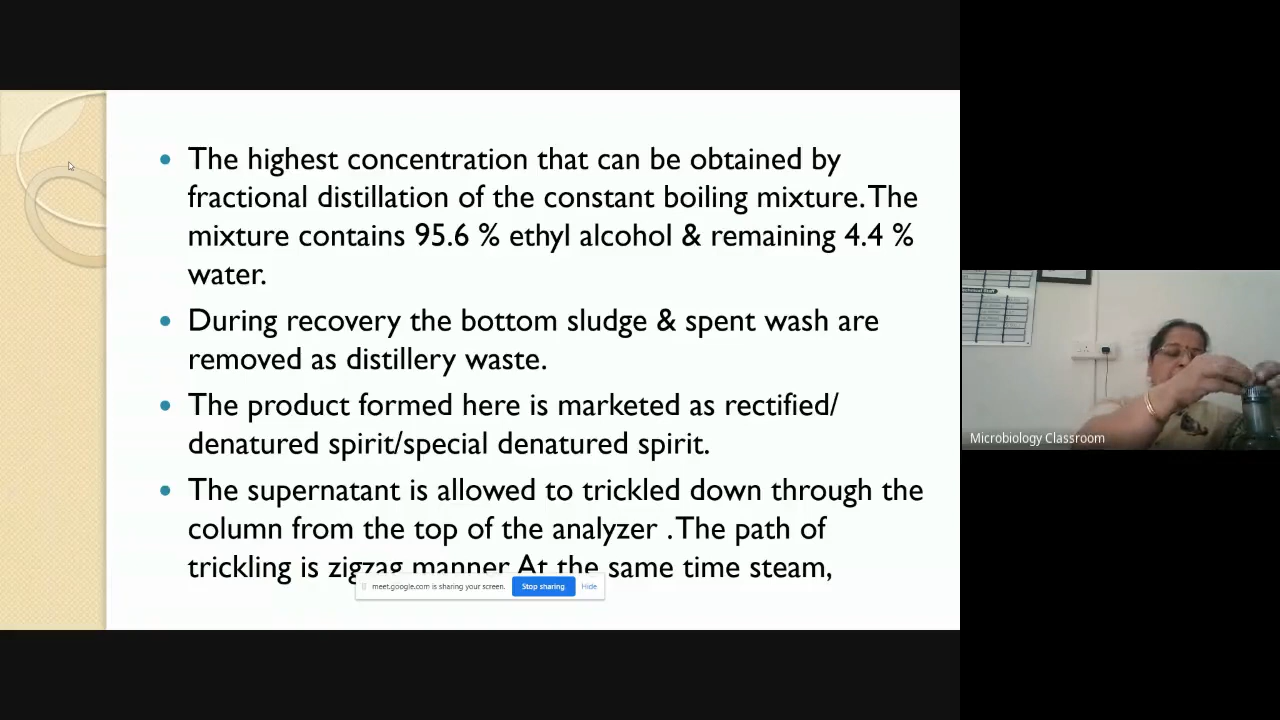 The highest concentration that can be obtained by
fractional distillation of the constant boiling mixture. The
mixture contains 95.6 % ethyl alcohol & remaining 4.4 %
water.
During recovery the bottom sludge & spent wash are
removed as distillery waste.
The product formed here is marketed as rectified/
denatured spirit/special denatured spirit.
The supernatant is allowed to trickled down through the
column from the top of the analyzer . The path of
trickling is zigzag manner. At the same time steam,
meet.google.com is sharing your screen.
Stop sharing
Hide
Microbiology Classroom